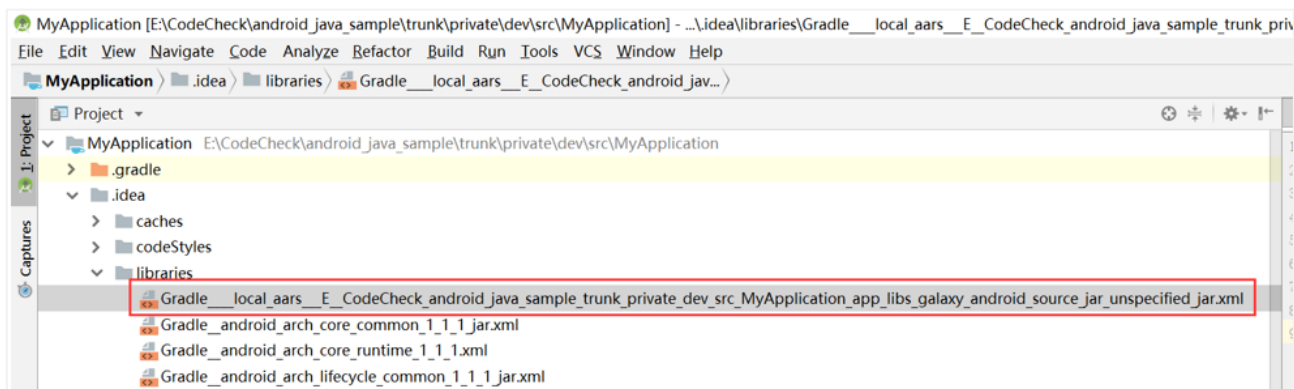 MyApplication [E:\CodeCheck\android_java_sample\trunk\private\dev\src\MyApplication] - ...\.idea\libraries\Gradle___local_aars___E__CodeCheck_android_java_sample_trunk_priv
File Edit View Navigate Code Analyze Refactor Build Run Tools VCS Window Help
MyApplication .idea libraries Gradle___local_aars__E__CodeCheck_android_jav...
Project
1: Project
MyApplication E:\CodeCheck\android_java_sample\trunk\private\dev\src\MyApplication
.gradle
.idea
caches
Captures
codeStyles
libraries
Gradle___local_aars___E__CodeCheck_android_java_sample_trunk_private_dev_src_MyApplication_app_libs_galaxy_android_source_jar_unspecified_jar.xml
Gradle__android_arch_core_common_1_1_1_jar.xml
Gradle__android_arch_core_runtime_1_1_1.xml
Gradle__android_arch_lifecycle_common_1_1_1_jar.xml